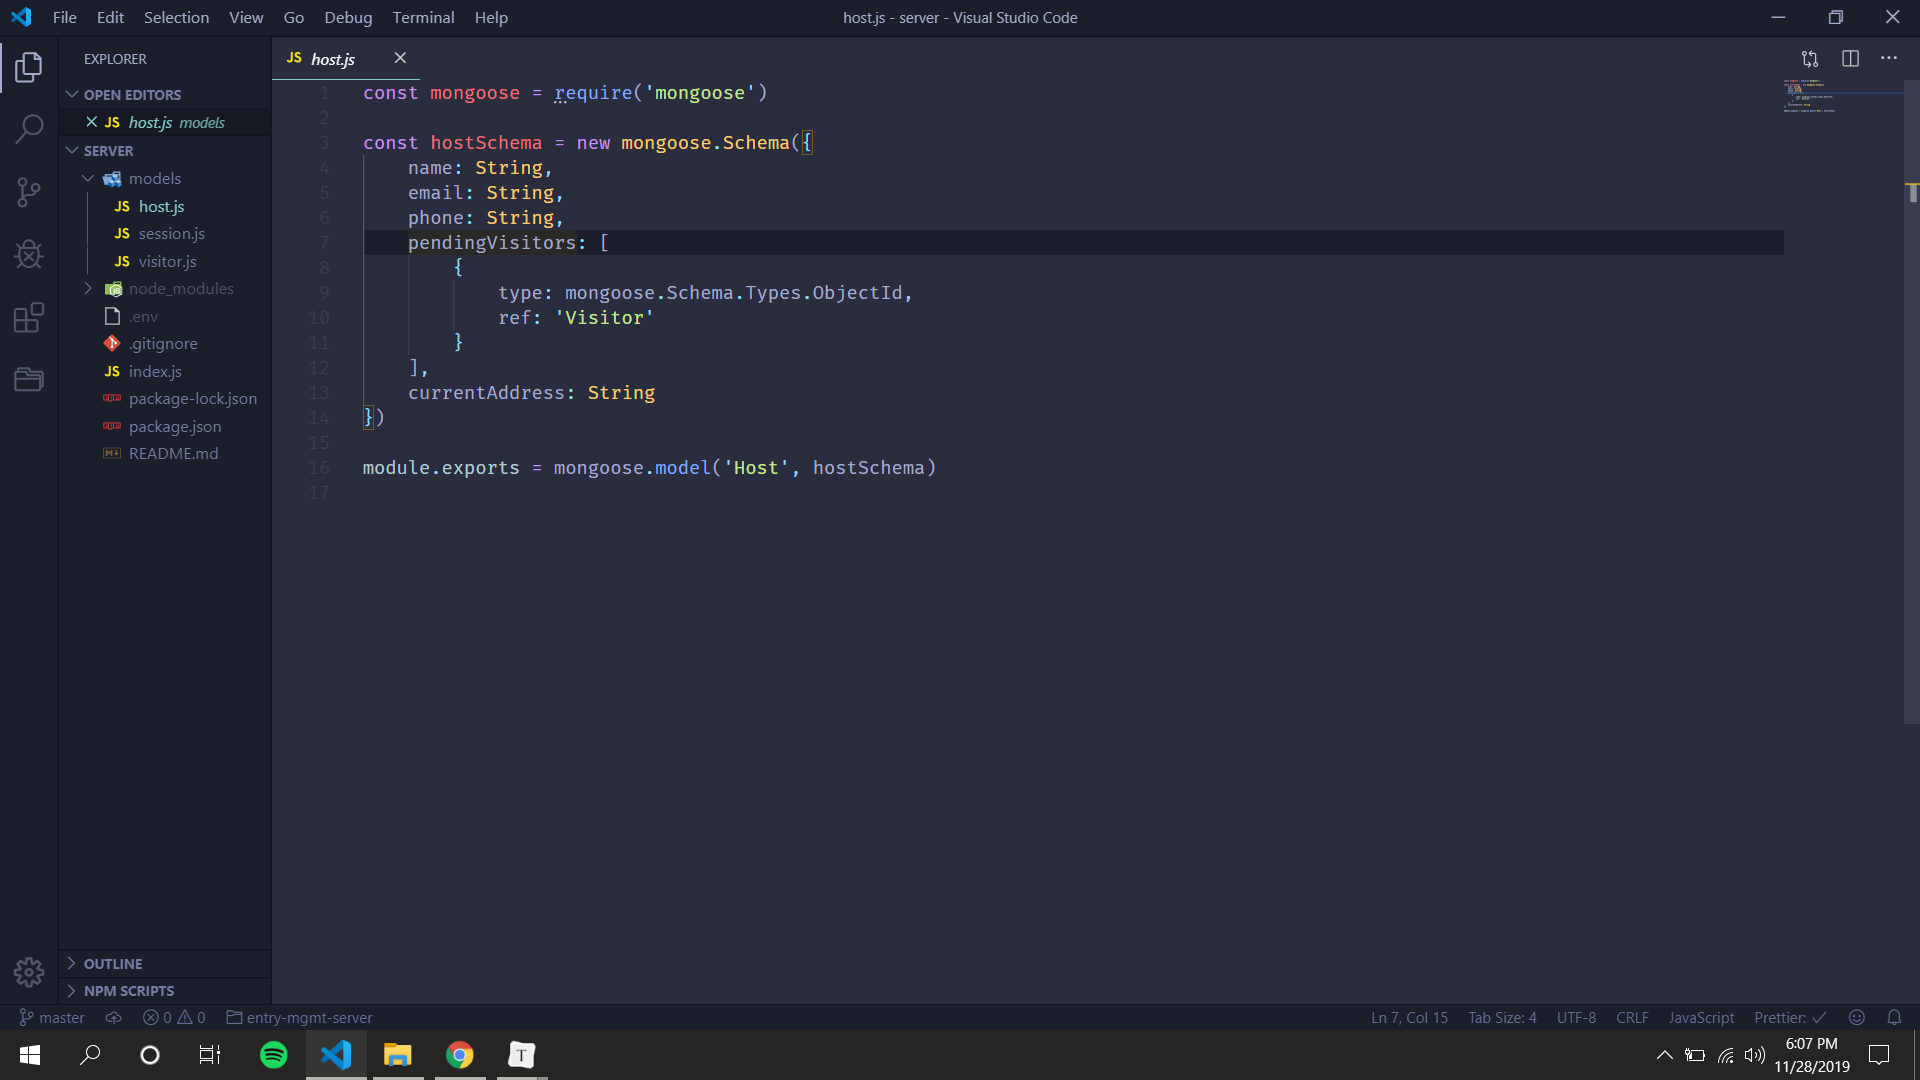 File Edit Selection View Go Debug Terminal Help
host.js - server - Visual Studio Code
EXPLORER
OPEN EDITORS
JS host.js models
SERVER
models
JS host.js
JS session.js
JS visitor.js
node_modules
.env
.gitignore
JS index.js
package-lock.json
package.json
README.md
OUTLINE
NPM SCRIPTS
JS host.js
1 const mongoose = require('mongoose')
2
3 const hostSchema = new mongoose.Schema({
4 name: String,
5 email: String,
6 phone: String,
7 pendingVisitors: [
8 {
9 type: mongoose.Schema.Types.ObjectId,
10 ref: 'Visitor'
11 }
12 ],
13 currentAddress: String
14 })
15
16 module.exports = mongoose.model('Host', hostSchema)
17
master 0 0 entry-mgmt-server
Ln 7, Col 15 Tab Size: 4 UTF-8 CRLF JavaScript Prettier: ✓
T
6:07 PM
11/28/2019